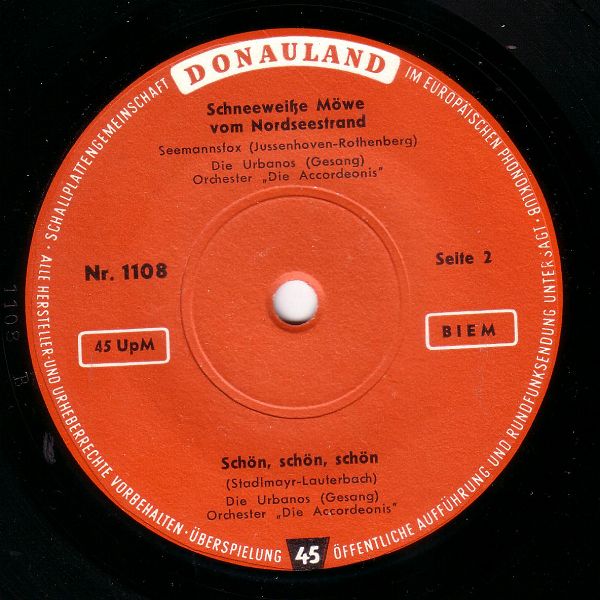 DONAULAND
SCHALLPLATTENGEMEINSCHAFT
IM EUROPÄISCHEN PHONOKLUB ·
Schneeweiße Möwe
vom Nordseestrand
Seemannsfox (Jussenhoven-Rothenberg)
Die Urbanos (Gesang)
Orchester „Die Accordeonis"
Nr. 1108
Seite 2
45 UpM
BIEM
Schön, schön, schön
(Stadlmayr-Lauterbach)
Die Urbanos (Gesang)
Orchester „Die Accordeonis"
· ALLE HERSTELLER- UND URHEBERRECHTE VORBEHALTEN · ÜBERSPIELUNG
45
ÖFFENTLICHE AUFFÜHRUNG UND RUNDFUNKSENDUNG UNTERSAGT ·
1108 B